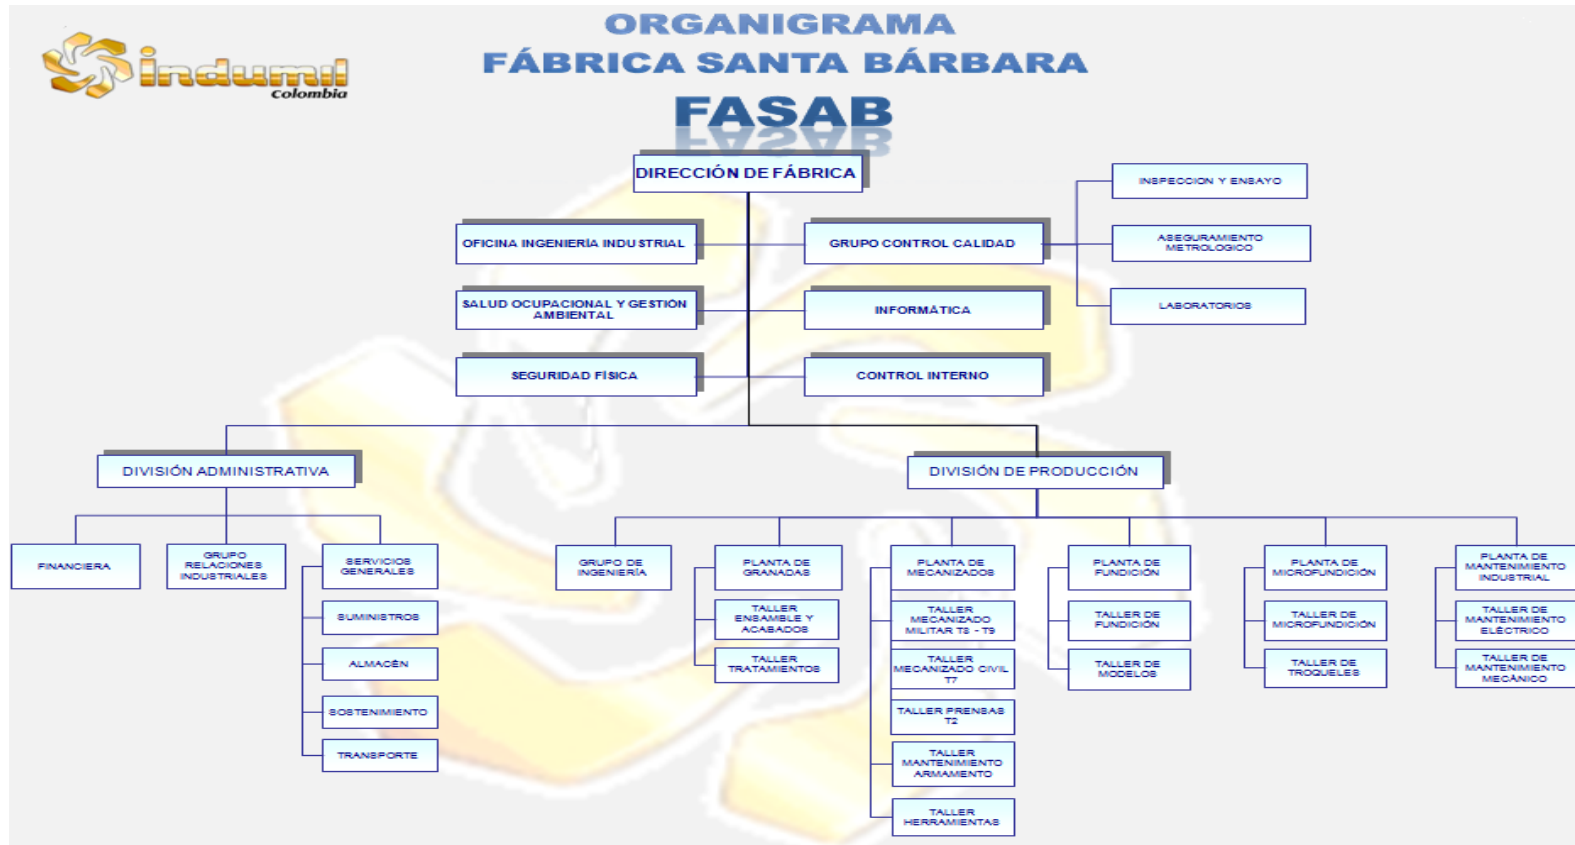 ORGANIGRAMA
FÁBRICA SANTA BÁRBARA
FASAB
indumil
Colombia
DIRECCIÓN DE FÁBRICA
INSPECCION Y ENSAYO
OFICINA INGENIERÍA INDUSTRIAL
GRUPO CONTROL CALIDAD
ASEGURAMIENTO
METROLOGICO
SALUD OCUPACIONAL Y GESTIÓN
AMBIENTAL
INFORMÁTICA
LABORATORIOS
SEGURIDAD FÍSICA
CONTROL INTERNO
DIVISIÓN ADMINISTRATIVA
DIVISIÓN DE PRODUCCIÓN
FINANCIERA
GRUPO
RELACIONES
INDUSTRIALES
SERVICIOS
GENERALES
SUMINISTROS
ALMACÉN
SOSTENIMIENTO
TRANSPORTE
GRUPO DE
INGENIERÍA
PLANTA DE
GRANADAS
TALLER
ENSAMBLE Y
ACABADOS
TALLER
TRATAMIENTOS
PLANTA DE
MECANIZADOS
TALLER
MECANIZADO
MILITAR T8 - T9
TALLER
MECANIZADO CIVIL
T7
TALLER PRENSAS
T2
TALLER
MANTENIMIENTO
ARMAMENTO
TALLER
HERRAMIENTAS
PLANTA DE
FUNDICIÓN
TALLER DE
FUNDICIÓN
TALLER DE
MODELOS
PLANTA DE
MICROFUNDICIÓN
TALLER DE
MICROFUNDICIÓN
TALLER DE
TROQUELES
PLANTA DE
MANTENIMIENTO
INDUSTRIAL
TALLER DE
MANTENIMIENTO
ELÉCTRICO
TALLER DE
MANTENIMIENTO
MECÁNICO